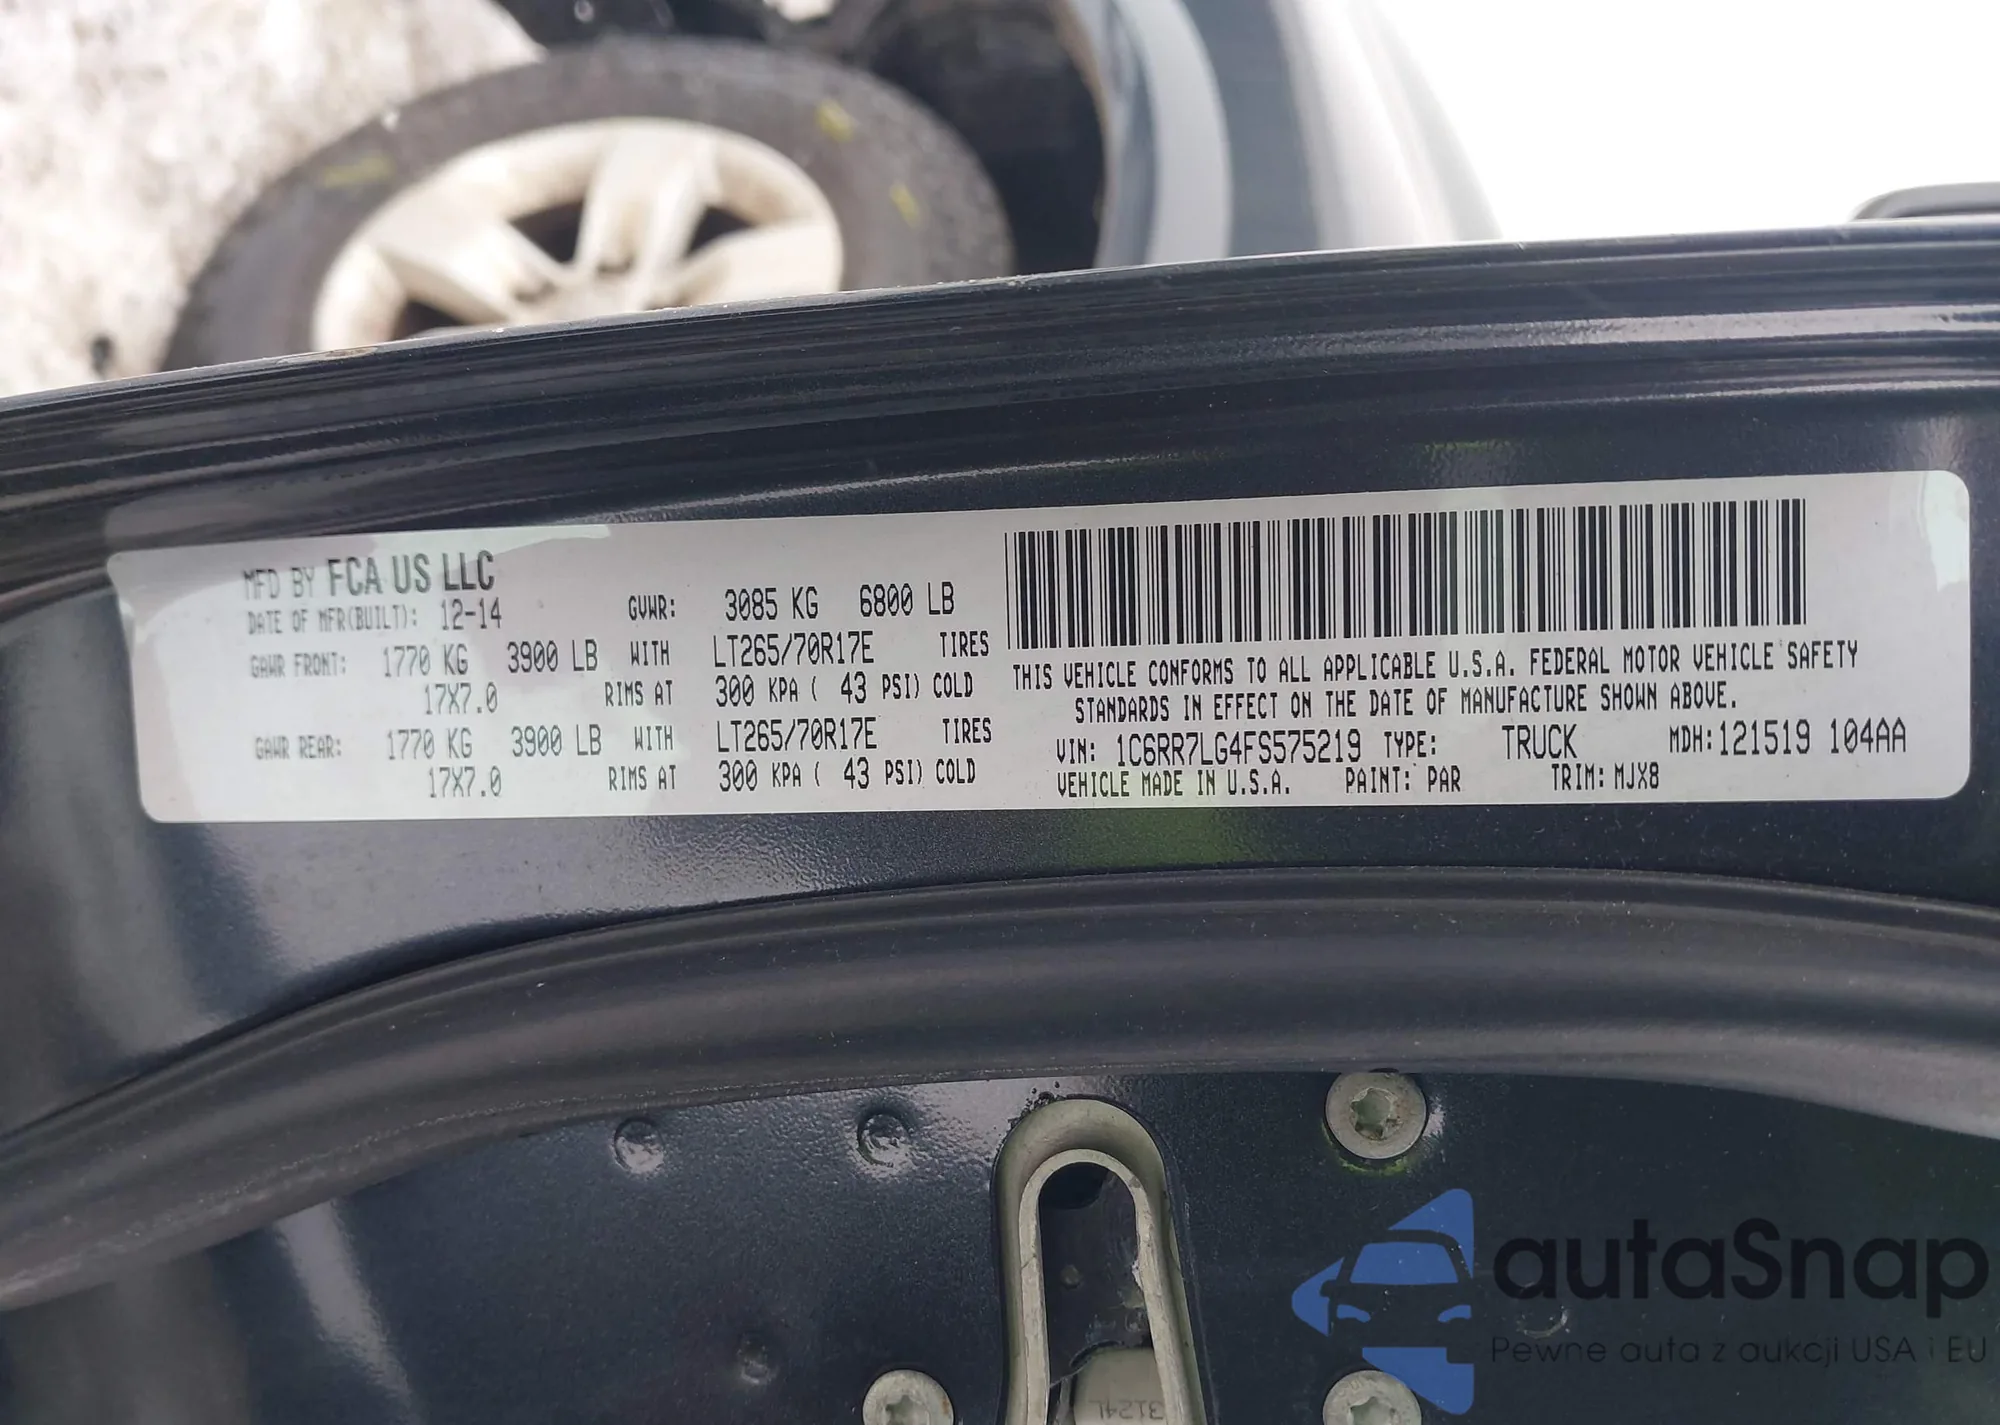 MFD BY FCA US LLC
DATE OF MFR(BUILT): 12-14 GVWR: 3085 KG 6800 LB
GAWR FRONT: 1770 KG 3900 LB WITH LT265/70R17E TIRES
17X7.0 RIMS AT 300 KPA ( 43 PSI) COLD
GAWR REAR: 1770 KG 3900 LB WITH LT265/70R17E TIRES
17X7.0 RIMS AT 300 KPA ( 43 PSI) COLD
THIS VEHICLE CONFORMS TO ALL APPLICABLE U.S.A. FEDERAL MOTOR VEHICLE SAFETY
STANDARDS IN EFFECT ON THE DATE OF MANUFACTURE SHOWN ABOVE.
VIN: 1C6RR7LG4FS575219 TYPE: TRUCK MDH:121519 104AA
VEHICLE MADE IN U.S.A. PAINT: PAR TRIM: MJX8
autaSnap
Pewne auta z aukcji USA i EU
3124L